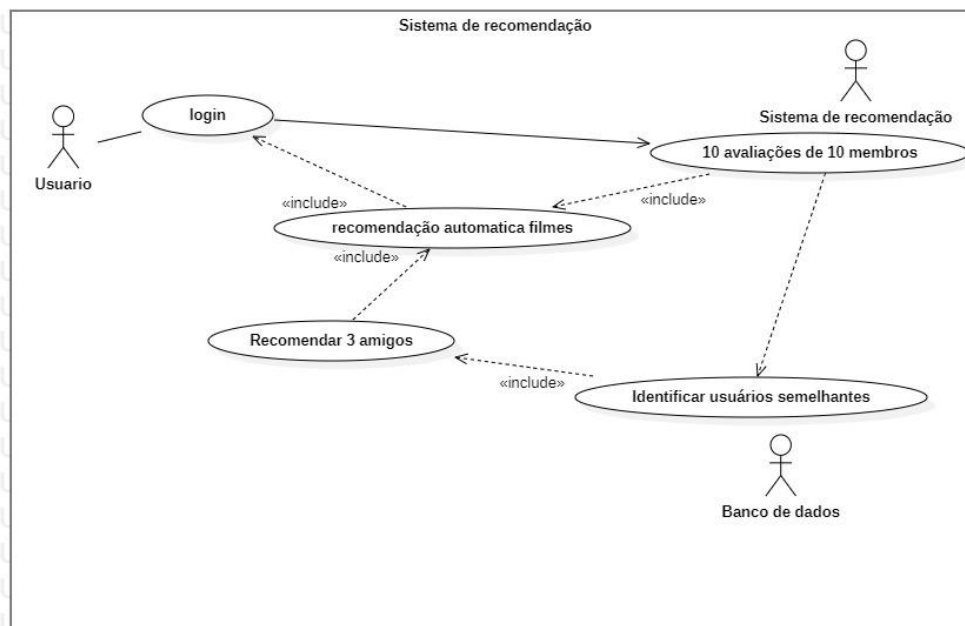 Sistema de recomendação
login
Usuario
Sistema de recomendação
10 avaliações de 10 membros
«include»
«include»
recomendação automatica filmes
«include»
Recomendar 3 amigos
«include»
Identificar usuários semelhantes
Banco de dados